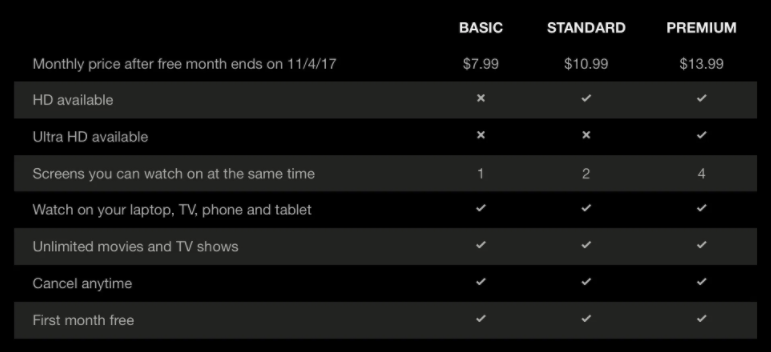 BASIC STANDARD PREMIUM
Monthly price after free month ends on 11/4/17 $7.99 $10.99 $13.99
HD available × ✓ ✓
Ultra HD available × × ✓
Screens you can watch on at the same time 1 2 4
Watch on your laptop, TV, phone and tablet ✓ ✓ ✓
Unlimited movies and TV shows ✓ ✓ ✓
Cancel anytime ✓ ✓ ✓
First month free ✓ ✓ ✓